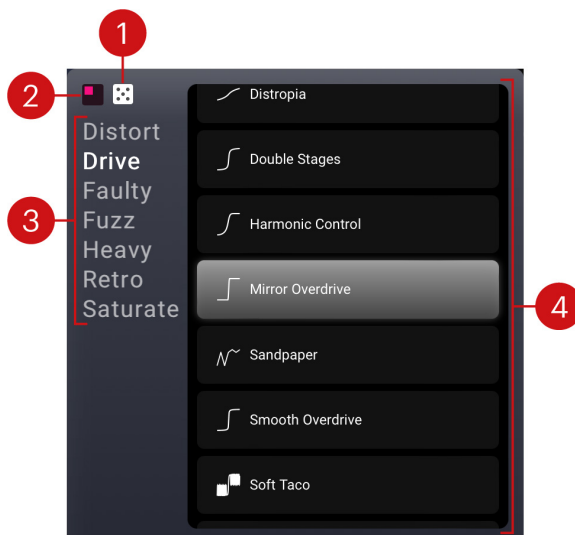 1
2
Distort
Drive
Faulty
Fuzz
Heavy
Retro
Saturate
3
Distropia
Double Stages
Harmonic Control
Mirror Overdrive
Sandpaper
Smooth Overdrive
Soft Taco
4